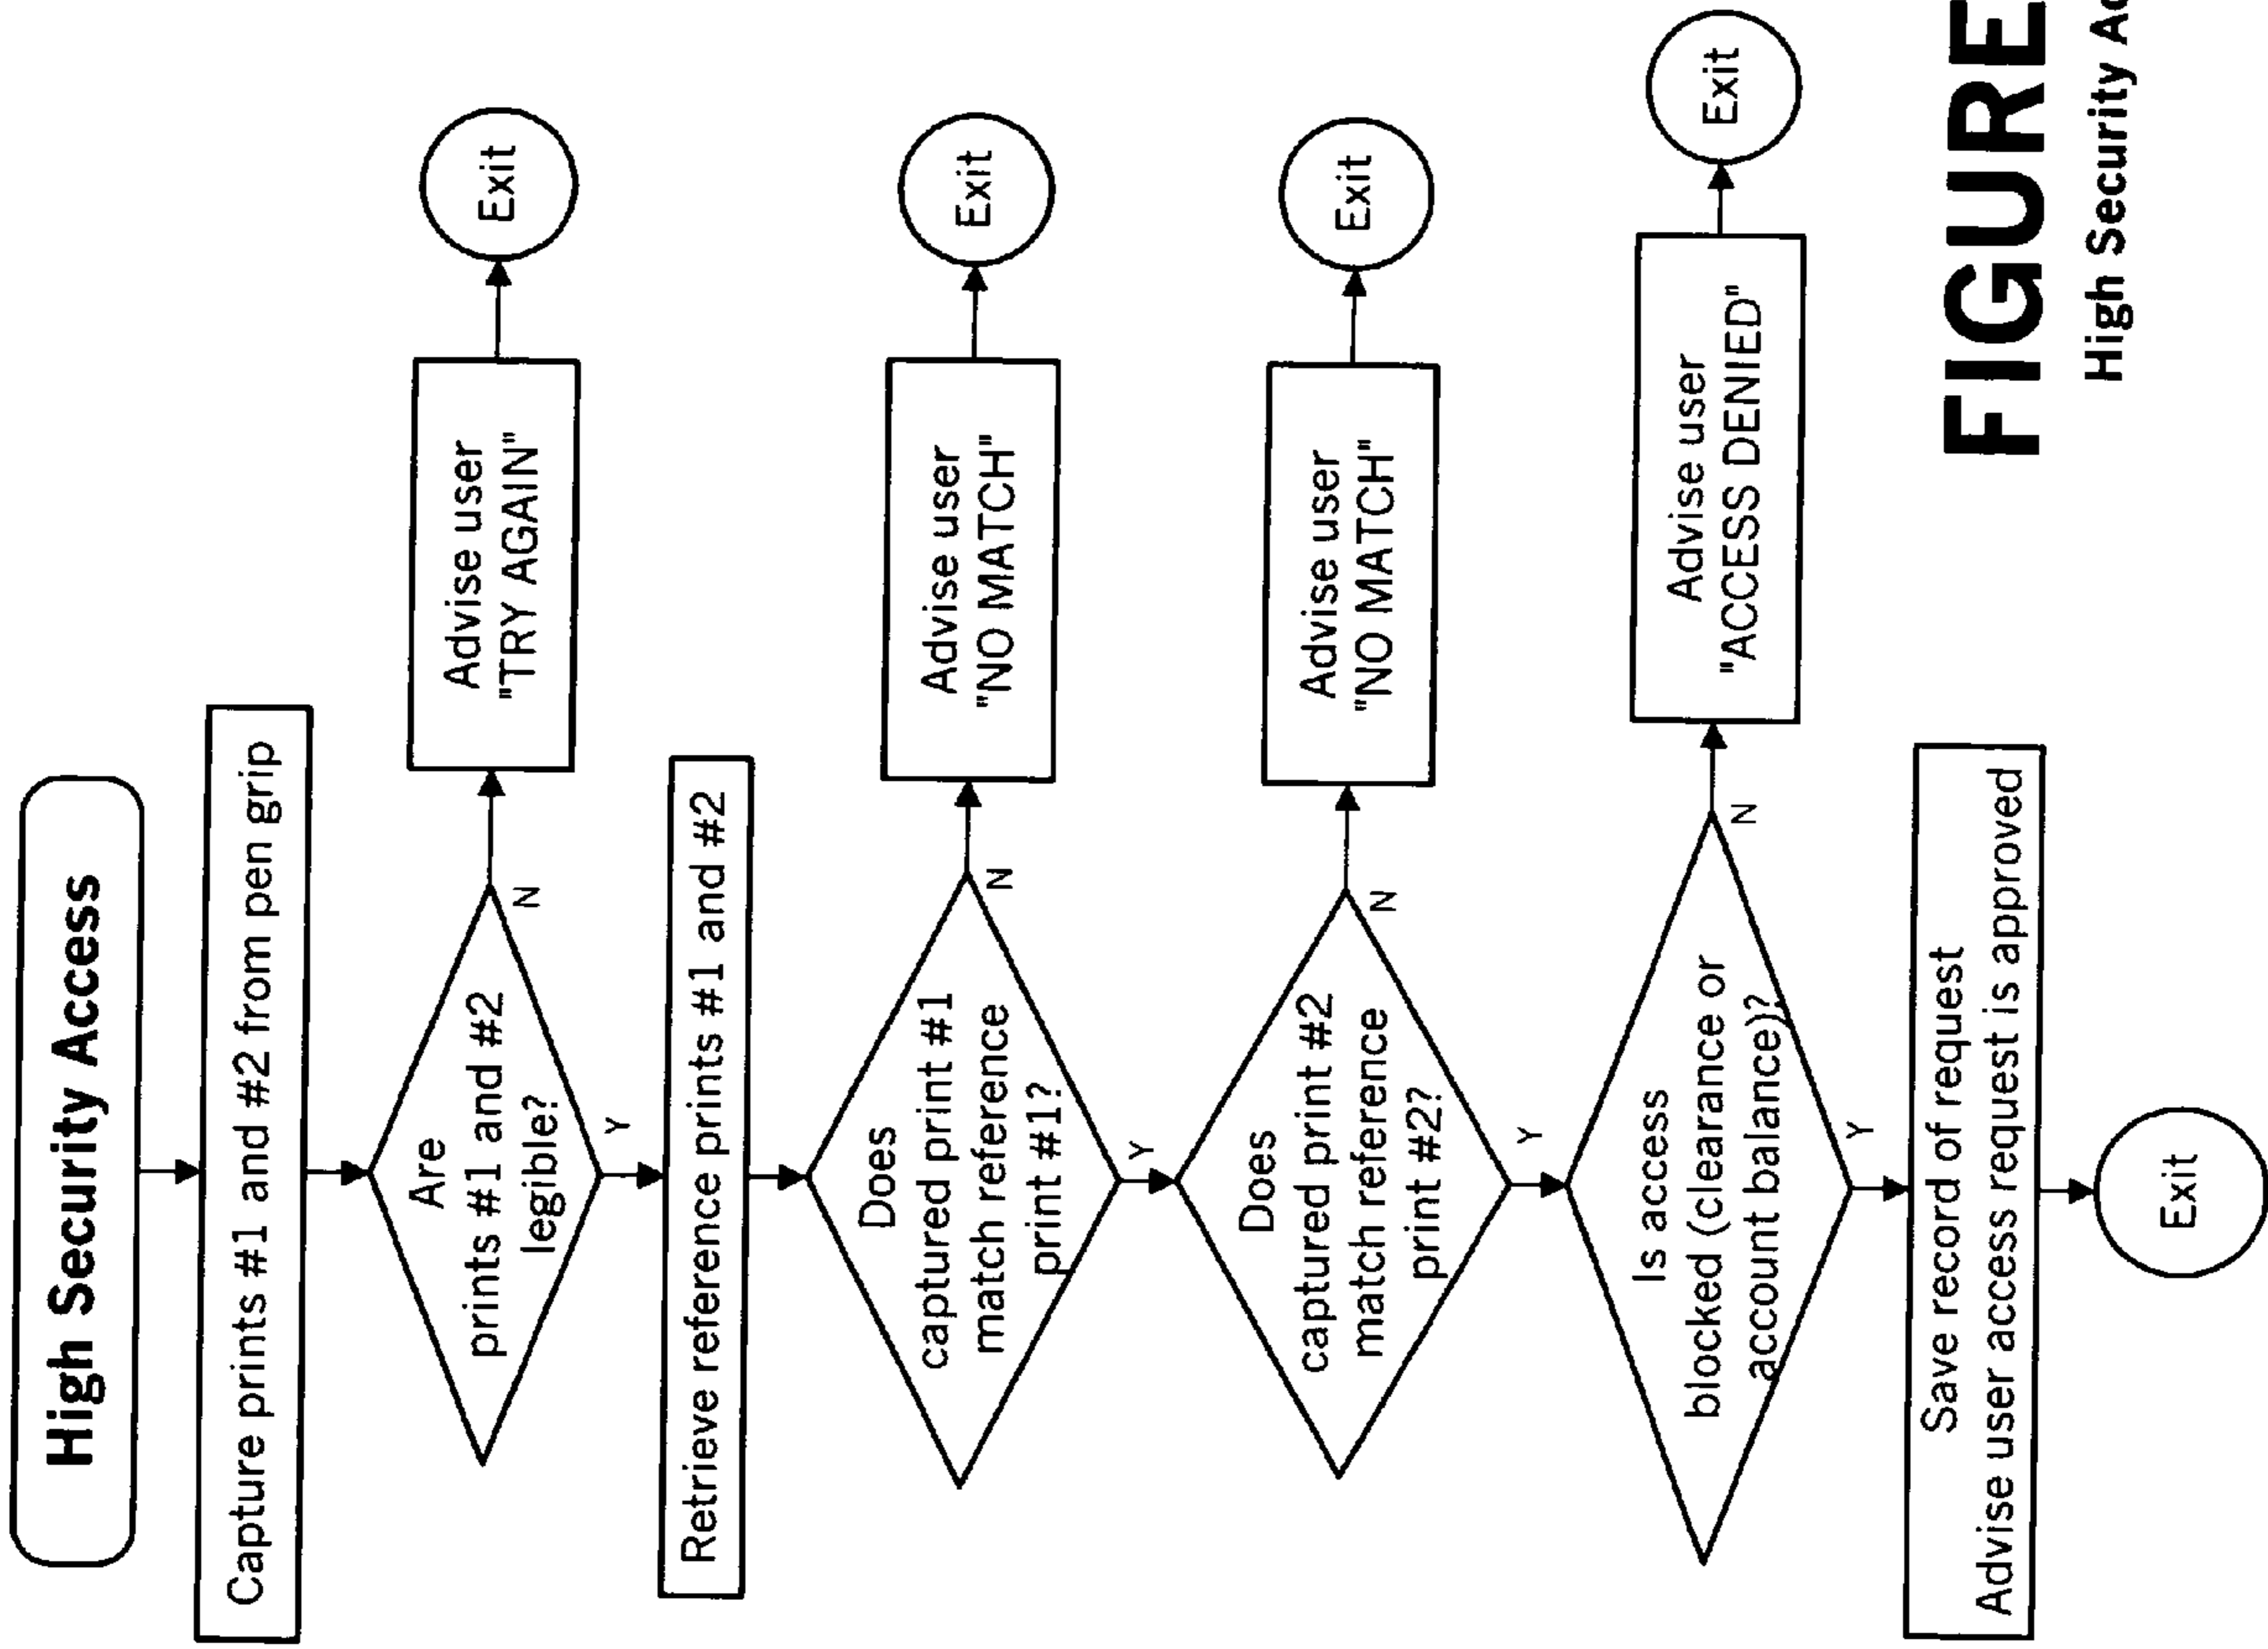 High Security Access
Capture prints #1 and #2 from pen grip
Are
prints #1 and #2
legible?
N
Advise user
"TRY AGAIN"
Exit
Y
Retrieve reference prints #1 and #2
Does
captured print #1
match reference
print #1?
N
Advise user
"NO MATCH"
Exit
Y
Does
captured print #2
match reference
print #2?
N
Advise user
"NO MATCH"
Exit
Y
Is access
blocked (clearance or
account balance)?
N
Advise user
"ACCESS DENIED"
Exit
Y
Save record of request
Advise user access request is approved
Exit
FIGURE
High Security